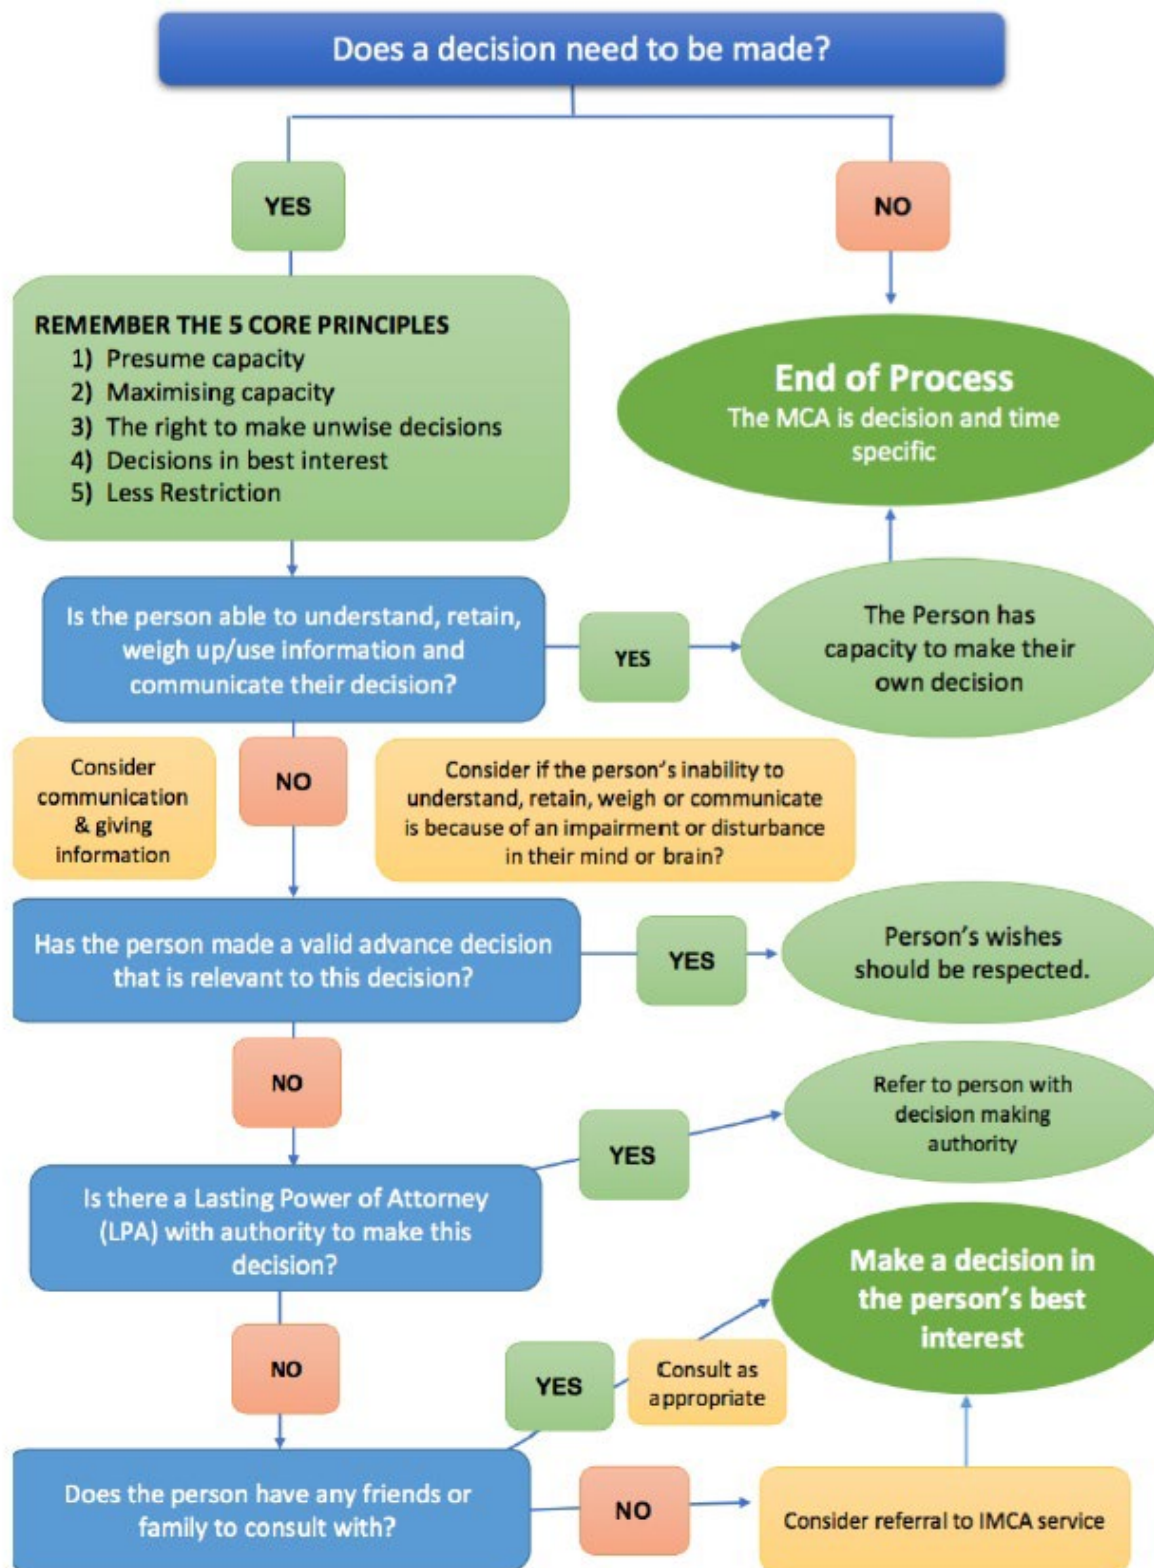 Does a decision need to be made?
YES
NO
REMEMBER THE 5 CORE PRINCIPLES
1) Presume capacity
2) Maximising capacity
3) The right to make unwise decisions
4) Decisions in best interest
5) Less Restriction
End of Process
The MCA is decision and time
specific
Is the person able to understand, retain,
weigh up/use information and
communicate their decision?
YES
The Person has
capacity to make their
own decision
Consider
communication
& giving
information
NO
Consider if the person's inability to
understand, retain, weigh or communicate
is because of an impairment or disturbance
in their mind or brain?
Has the person made a valid advance decision
that is relevant to this decision?
YES
Person's wishes
should be respected.
NO
Refer to person with
decision making
authority
YES
Is there a Lasting Power of Attorney
(LPA) with authority to make this
decision?
Make a decision in
the person's best
interest
NO
YES
Consult as
appropriate
Does the person have any friends or
family to consult with?
NO
Consider referral to IMCA service